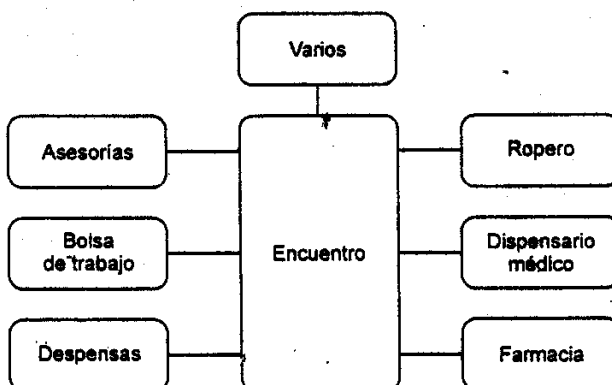 Varios
Asesorías
Ropero
Bolsa
de trabajo
Encuentro
Dispensario
médico
Despensas
Farmacia